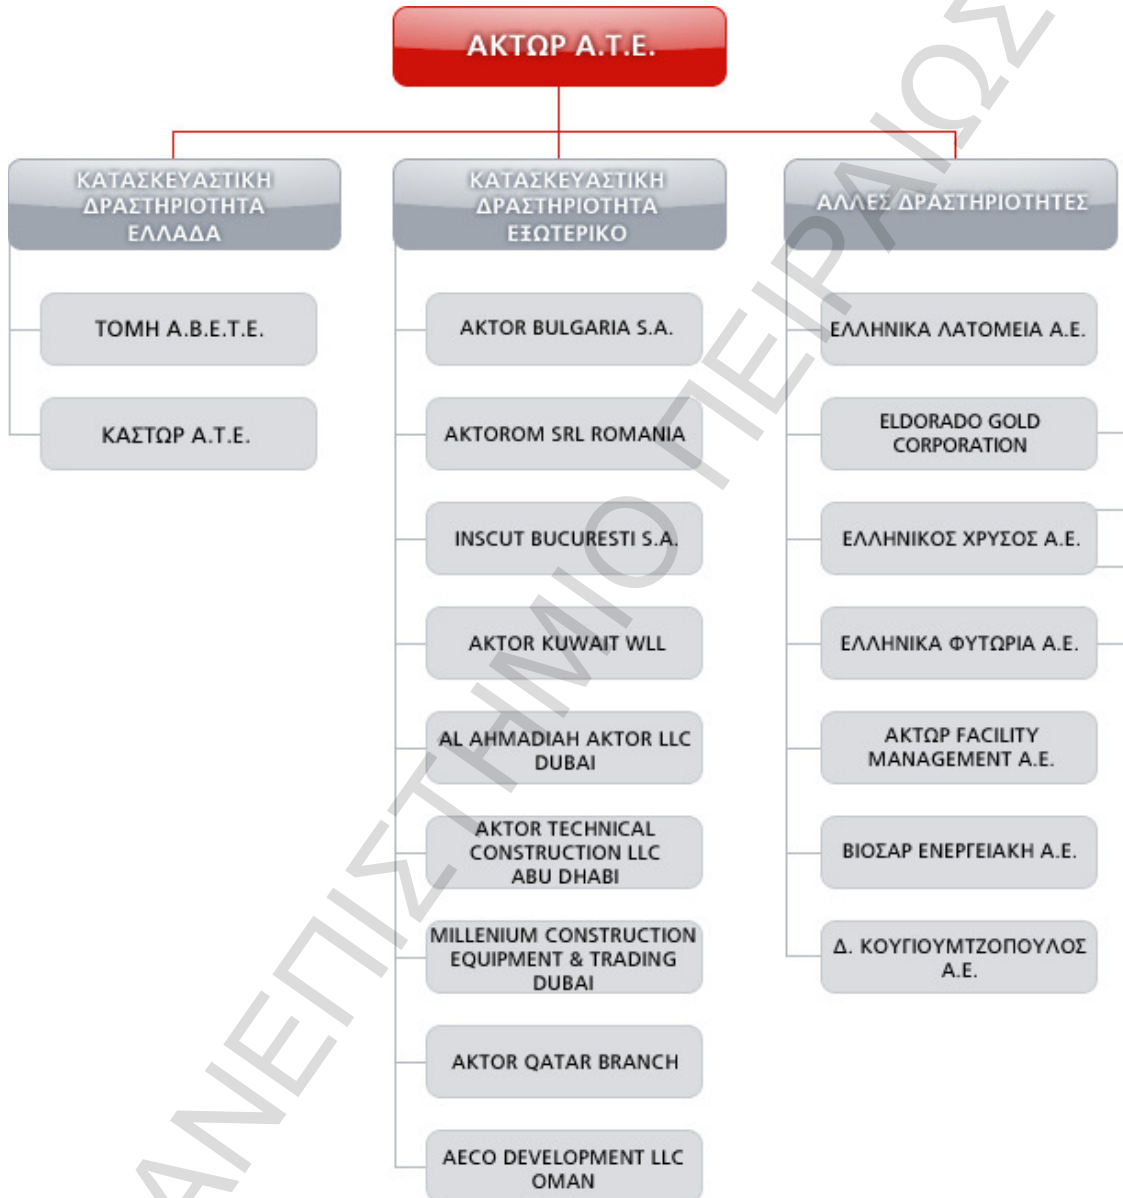 ΑΚΤΩΡ Α.Τ.Ε.
ΚΑΤΑΣΚΕΥΑΣΤΙΚΗ
ΔΡΑΣΤΗΡΙΟΤΗΤΑ
ΕΛΛΑΔΑ
ΤΟΜΗ Α.Β.Ε.Τ.Ε.
ΚΑΣΤΩΡ Α.Τ.Ε.
ΚΑΤΑΣΚΕΥΑΣΤΙΚΗ
ΔΡΑΣΤΗΡΙΟΤΗΤΑ
ΕΞΩΤΕΡΙΚΟ
AKTOR BULGARIA S.A.
AKTOROM SRL ROMANIA
INSCUT BUCURESTI S.A.
AKTOR KUWAIT WLL
AL AHMADIAH AKTOR LLC
DUBAI
AKTOR TECHNICAL
CONSTRUCTION LLC
ABU DHABI
MILLENIUM CONSTRUCTION
EQUIPMENT & TRADING
DUBAI
AKTOR QATAR BRANCH
AECO DEVELOPMENT LLC
OMAN
ΑΛΛΕΣ ΔΡΑΣΤΗΡΙΟΤΗΤΕΣ
ΕΛΛΗΝΙΚΑ ΛΑΤΟΜΕΙΑ Α.Ε.
ELDORADO GOLD
CORPORATION
ΕΛΛΗΝΙΚΟΣ ΧΡΥΣΟΣ Α.Ε.
ΕΛΛΗΝΙΚΑ ΦΥΤΩΡΙΑ Α.Ε.
ΑΚΤΩΡ FACILITY
MANAGEMENT A.E.
ΒΙΟΣΑΡ ΕΝΕΡΓΕΙΑΚΗ Α.Ε.
Δ. ΚΟΥΓΙΟΥΜΤΖΟΠΟΥΛΟΣ
Α.Ε.
ΑΝΕΠΙΣΤΗΜΙΟ ΠΕΙΡΑΙΩΣ